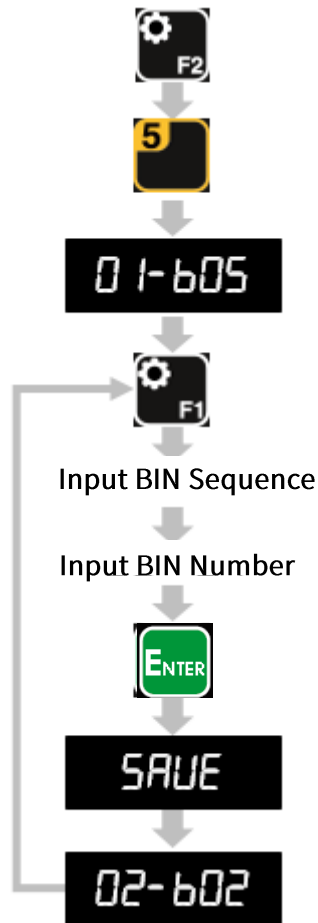 F2
5
01-b05
F1
Input BIN Sequence
Input BIN Number
ENTER
SAVE
02-b02